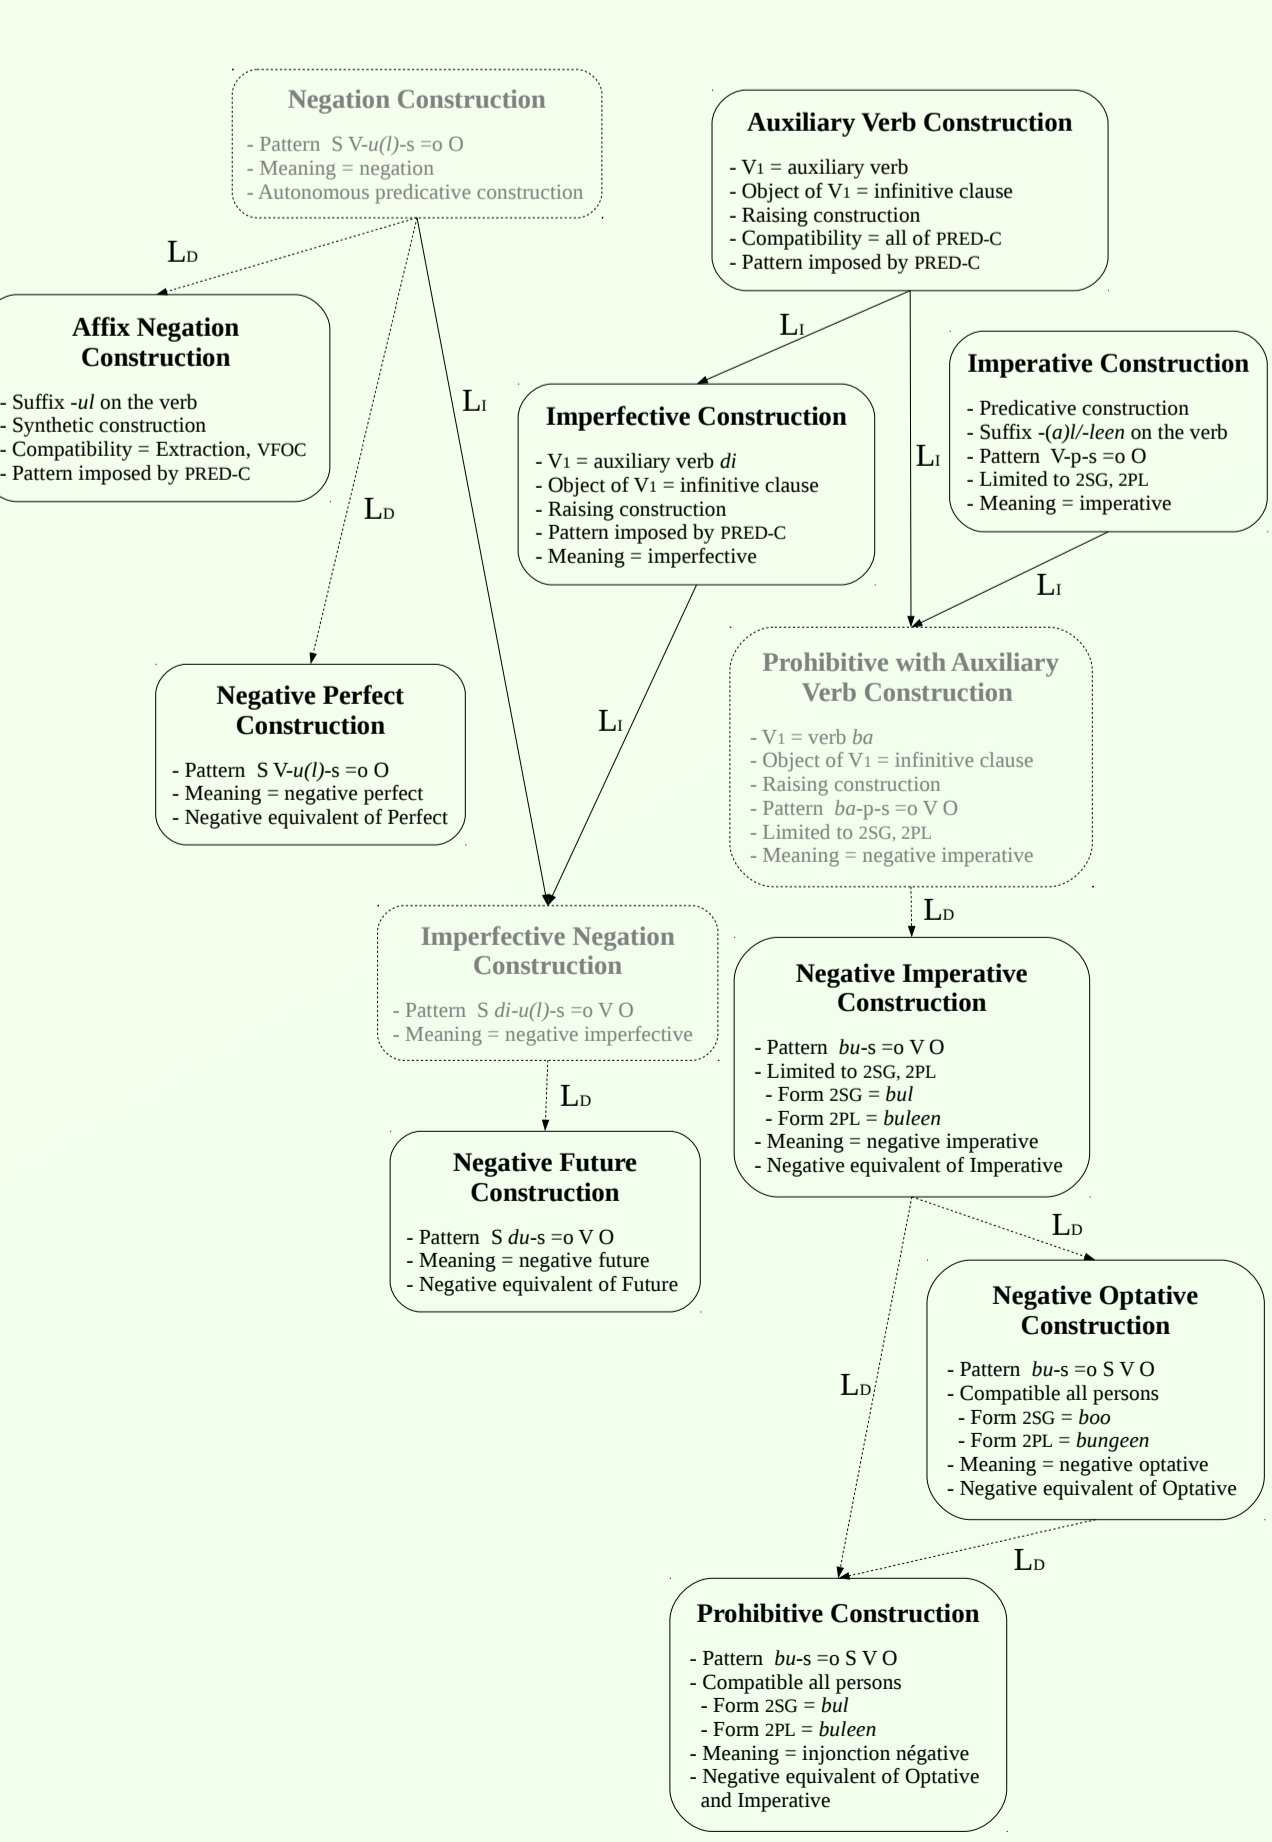 Negation Construction
- Pattern  S V-u(l)-s =o O
- Meaning = negation
- Autonomous predicative construction
Auxiliary Verb Construction
- V1 = auxiliary verb
- Object of V1 = infinitive clause
- Raising construction
- Compatibility = all of PRED-C
- Pattern imposed by PRED-C
LD
Affix Negation
Construction
- Suffix -ul on the verb
- Synthetic construction
- Compatibility = Extraction, VFOC
- Pattern imposed by PRED-C
LI
LI
Imperfective Construction
- V1 = auxiliary verb di
- Object of V1 = infinitive clause
- Raising construction
- Pattern imposed by PRED-C
- Meaning = imperfective
LI
Imperative Construction
- Predicative construction
- Suffix -(a)l/-leen on the verb
- Pattern  V-p-s =o O
- Limited to 2SG, 2PL
- Meaning = imperative
LD
LI
Negative Perfect
Construction
- Pattern  S V-u(l)-s =o O
- Meaning = negative perfect
- Negative equivalent of Perfect
LI
Prohibitive with Auxiliary
Verb Construction
- V1 = verb ba
- Object of V1 = infinitive clause
- Raising construction
- Pattern  ba-p-s =o V O
- Limited to 2SG, 2PL
- Meaning = negative imperative
Imperfective Negation
Construction
- Pattern  S di-u(l)-s =o V O
- Meaning = negative imperfective
LD
Negative Imperative
Construction
- Pattern  bu-s =o V O
- Limited to 2SG, 2PL
- Form 2SG = bul
- Form 2PL = buleen
- Meaning = negative imperative
- Negative equivalent of Imperative
LD
Negative Future
Construction
- Pattern  S du-s =o V O
- Meaning = negative future
- Negative equivalent of Future
LD
Negative Optative
Construction
- Pattern  bu-s =o S V O
- Compatible all persons
- Form 2SG = boo
- Form 2PL = bungeen
- Meaning = negative optative
- Negative equivalent of Optative
LD
LD
Prohibitive Construction
- Pattern  bu-s =o S V O
- Compatible all persons
- Form 2SG = bul
- Form 2PL = buleen
- Meaning = injonction négative
- Negative equivalent of Optative
and Imperative